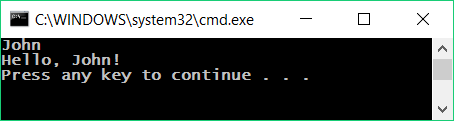 C:\WINDOWS\system32\cmd.exe
John
Hello, John!
Press any key to continue . . .